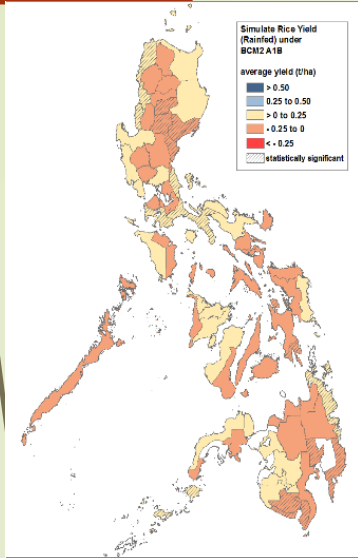 Simulate Rice Yield
(Rainfed) under
BCM2 A1B
average yield (t/ha)
> 0.50
0.25 to 0.50
> 0 to 0.25
- 0.25 to 0
< - 0.25
statistically significant